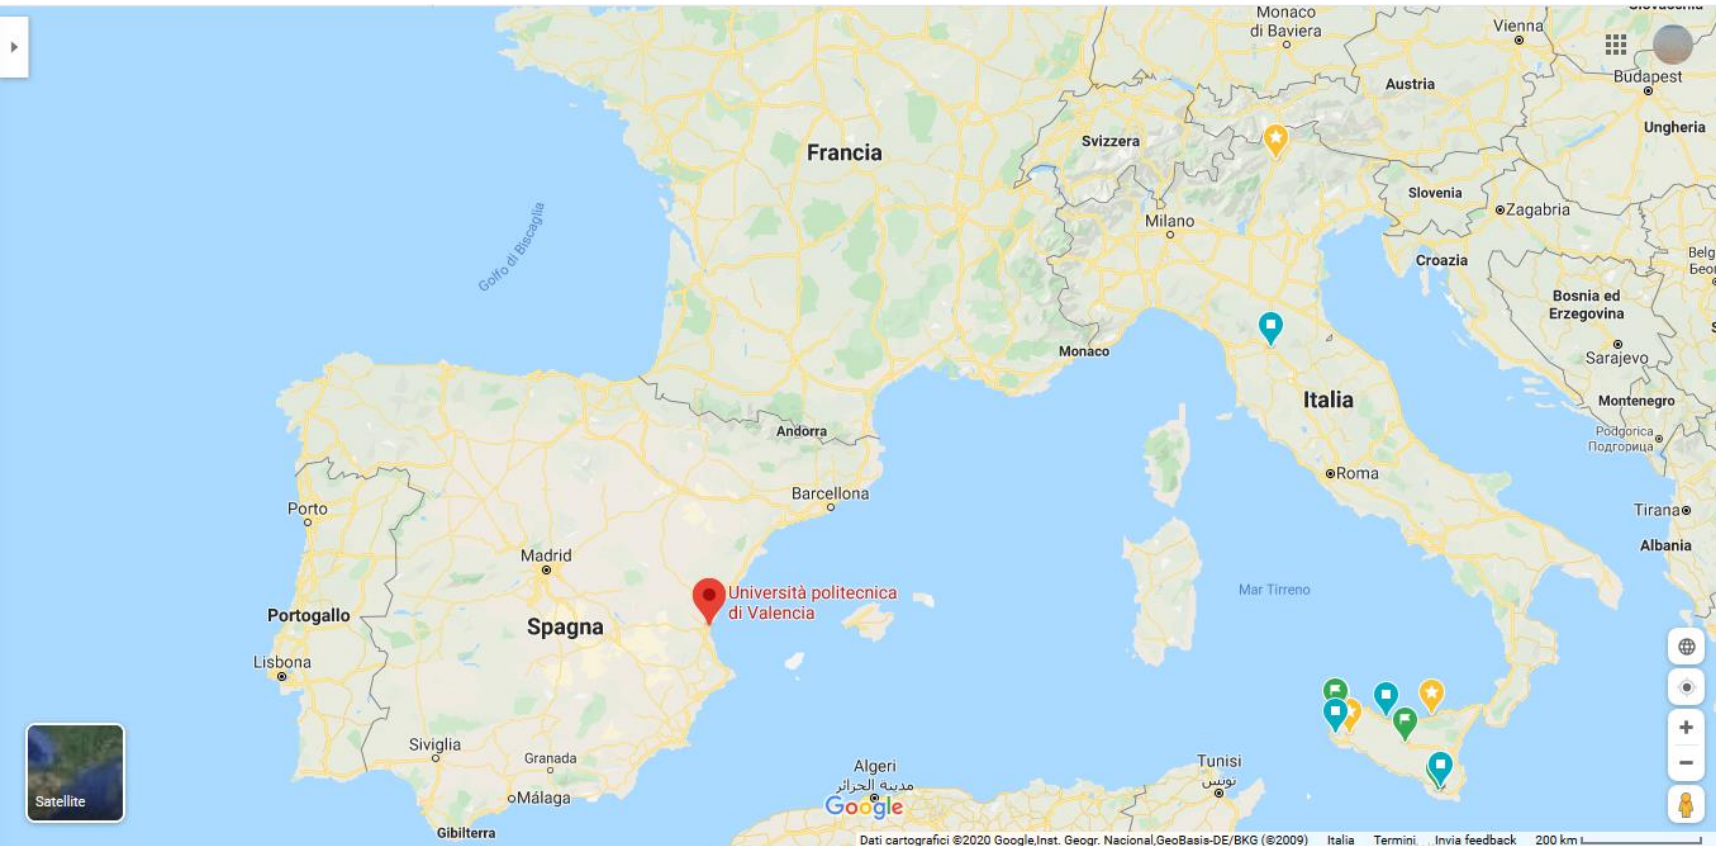 Monaco
di Baviera
Vienna
Budapest
Austria
Ungheria
Svizzera
Francia
Slovenia
Zagabria
Milano
Croazia
Golfo di Biscaglia
Bosnia ed
Erzegovina
Sarajevo
Monaco
Italia
Montenegro
Andorra
Podgorica
Подгорица
Roma
Barcellona
Porto
Tirana
Albania
Madrid
Università politecnica
di Valencia
Mar Tirreno
Portogallo
Spagna
Lisbona
Siviglia
Granada
Algeri
مدينة الجزائر
Tunisi
تونس
Málaga
Google
Satellite
Gibilterra
Dati cartografici ©2020 Google,Inst. Geogr. Nacional,GeoBasis-DE/BKG (©2009) Italia Termini Invia feedback 200 km